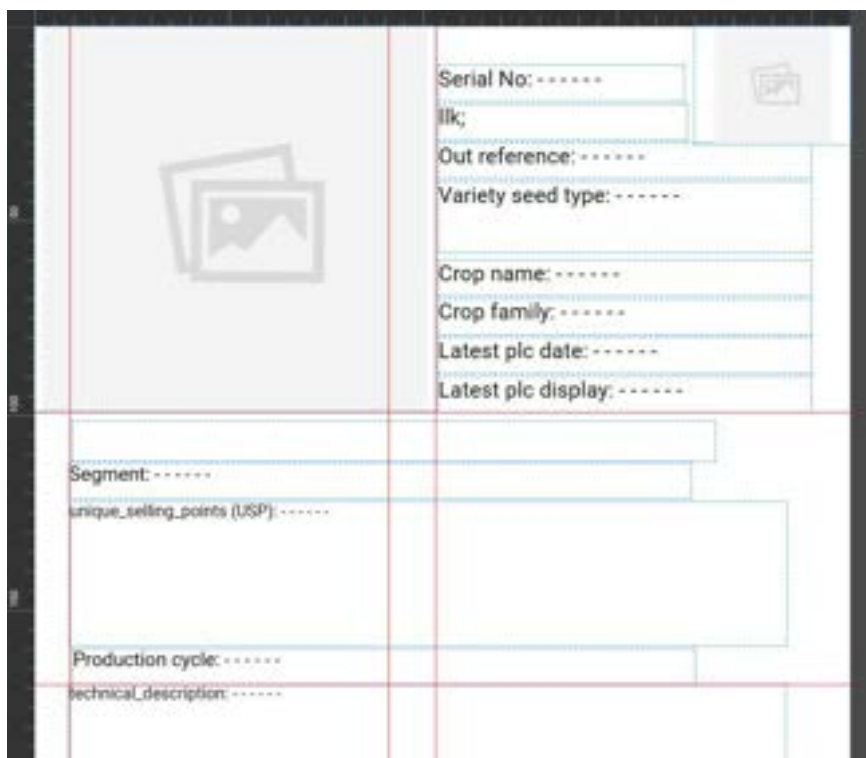 Serial No: ------
llk;
Out reference: ------
Variety seed type: ------
Crop name: ------
Crop family: ------
Latest plc date: ------
Latest plc display: ------
Segment: ------
unique_selling_points (USP): ------
Production cycle: ------
technical_description: ------